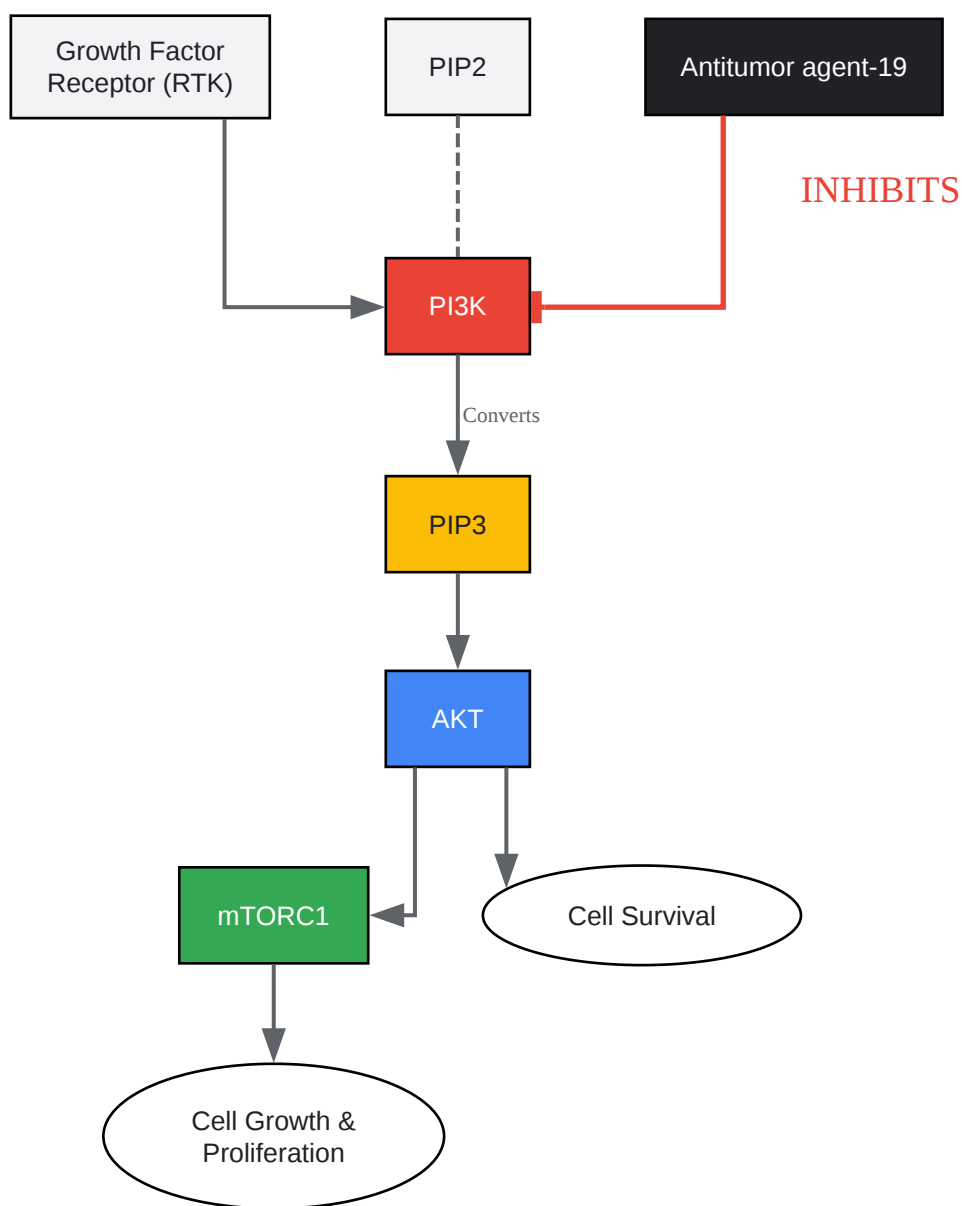 Growth Factor
Receptor (RTK)
PIP2
Antitumor agent-19
INHIBITS
PI3K
Converts
PIP3
AKT
mTORC1
Cell Survival
Cell Growth &
Proliferation